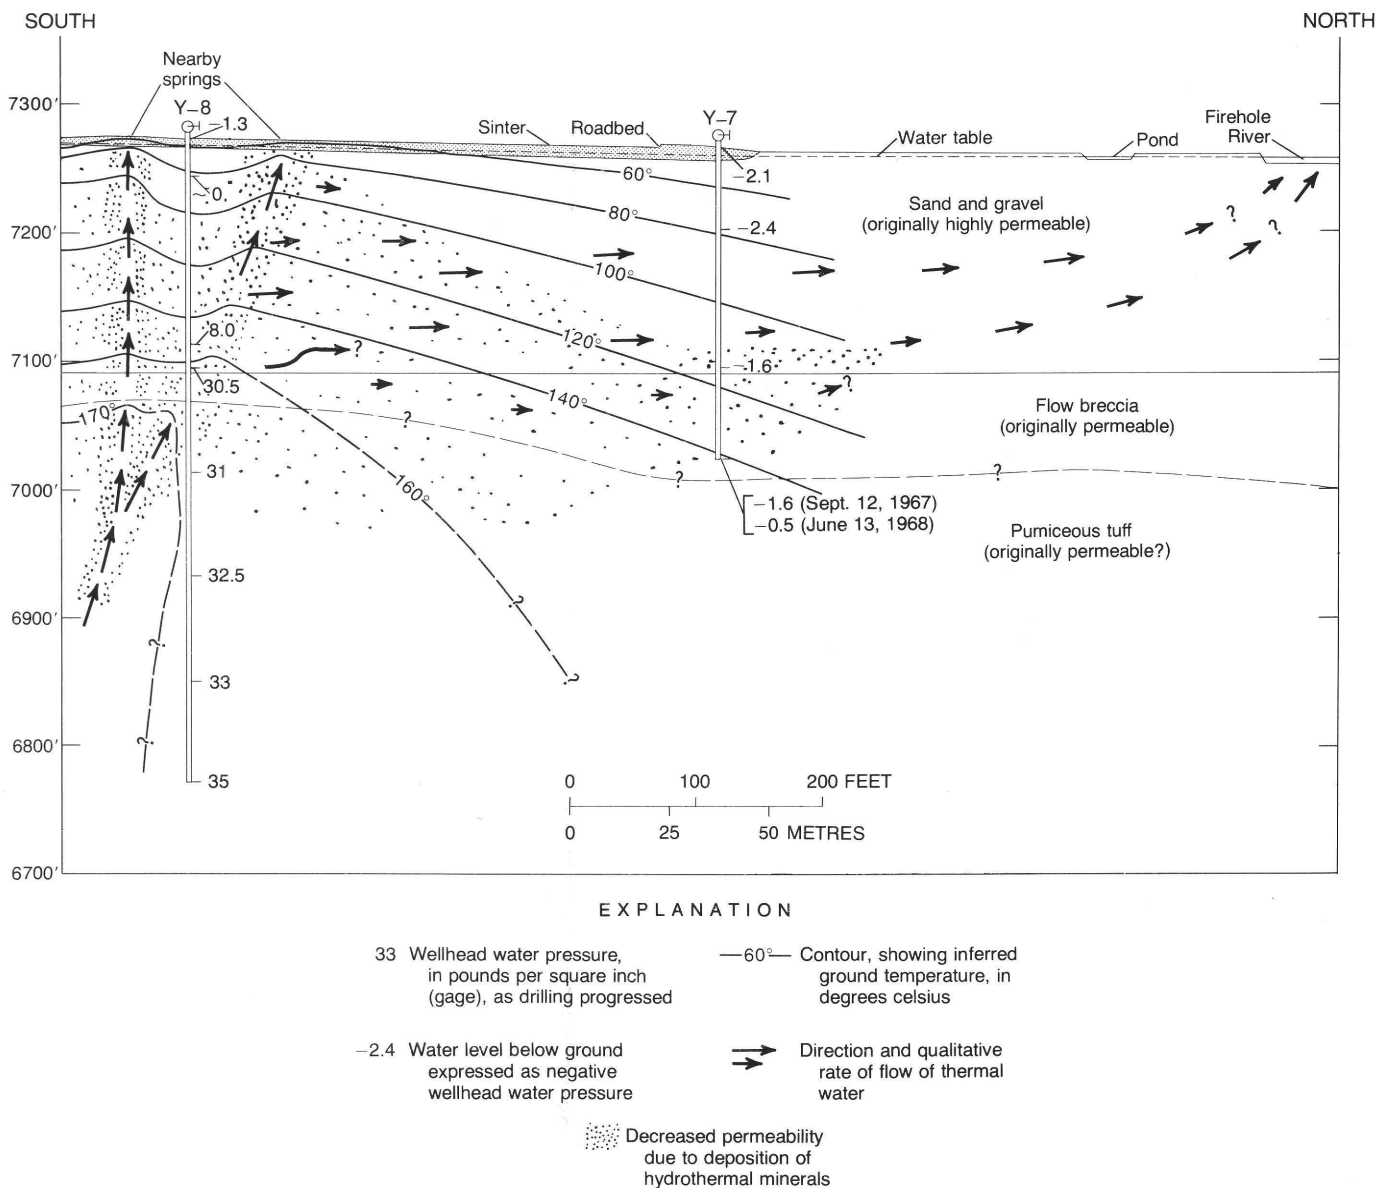 SOUTH
NORTH
Nearby
springs
7300'
Y–8
–1.3
Sinter
Roadbed
Y–7
Water table
Pond
Firehole
River
60°
–2.1
~0
80°
–2.4
Sand and gravel
(originally highly permeable)
?
?
7200'
100°
8.0
120°
?
7100'
–1.6
30.5
140°
?
Flow breccia
(originally permeable)
170°
?
31
160°
?
?
7000'
–1.6 (Sept. 12, 1967)
–0.5 (June 13, 1968)
Pumiceous tuff
(originally permeable?)
32.5
?
6900'
?
33
?
6800'
?
35
0 100 200 FEET
0 25 50 METRES
6700'
EXPLANATION
33 Wellhead water pressure,
in pounds per square inch
(gage), as drilling progressed
–60°– Contour, showing inferred
ground temperature, in
degrees celsius
–2.4 Water level below ground
expressed as negative
wellhead water pressure
Direction and qualitative
rate of flow of thermal
water
Decreased permeability
due to deposition of
hydrothermal minerals